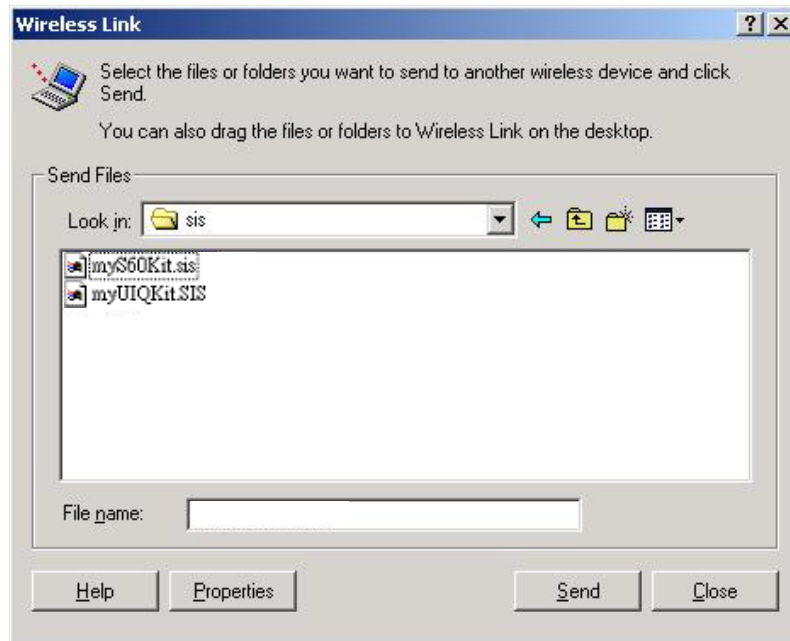 Wireless Link
Select the files or folders you want to send to another wireless device and click
Send.
You can also drag the files or folders to Wireless Link on the desktop.
Send Files
Look in: sis
myS60Kit.sis
myUIQKit.SIS
File name:
Help Properties Send Close